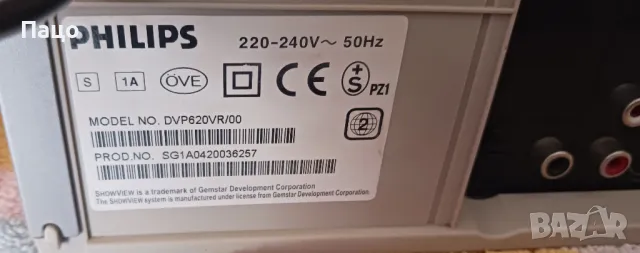 Пацо
PHILIPS
220-240V~ 50Hz
S 1A ÖVE CE +S PZ1
MODEL NO. DVP620VR/00
2
PROD.NO. SG1A0420036257
SHOWVIEW is a trademark of Gemstar Development Corporation
The SHOWVIEW system is manufactured under license from Gemstar Development Corporation.
BAZAR
bg